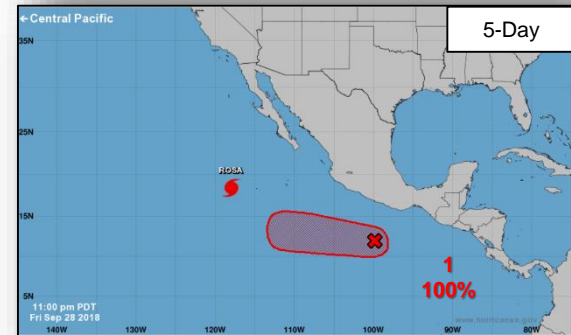 ←Central Pacific
5-Day
35N
25N
ROSA
15N
1
100%
5N
11:00 pm PDT
Fri Sep 28 2018
www.hurricanes.gov
140W 130W 120W 110W 100W 90W 80W